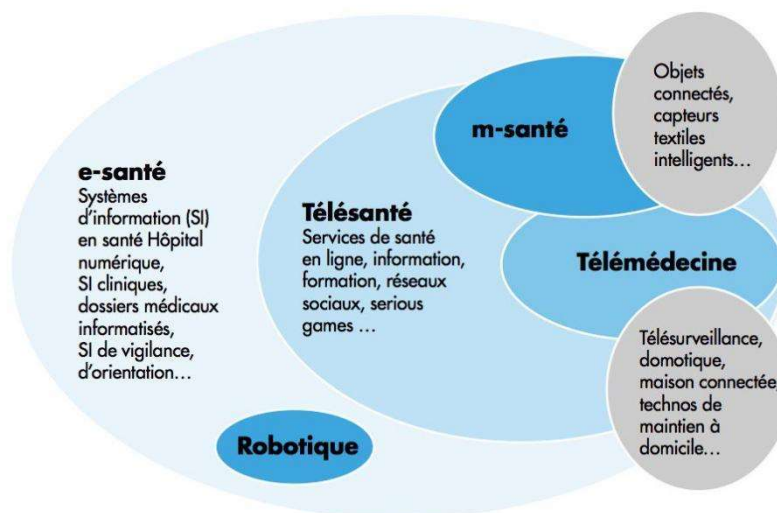 e-santé
Systèmes
d'information (SI)
en santé Hôpital
numérique,
SI cliniques,
dossiers médicaux
informatisés,
SI de vigilance,
d'orientation...
Télésanté
Services de santé
en ligne, information,
formation, réseaux
sociaux, serious
games ...
m-santé
Objets
connectés,
capteurs
textiles
intelligents...
Télémédecine
Télésurveillance,
domotique,
maison connectée,
technos de
maintien à
domicile...
Robotique